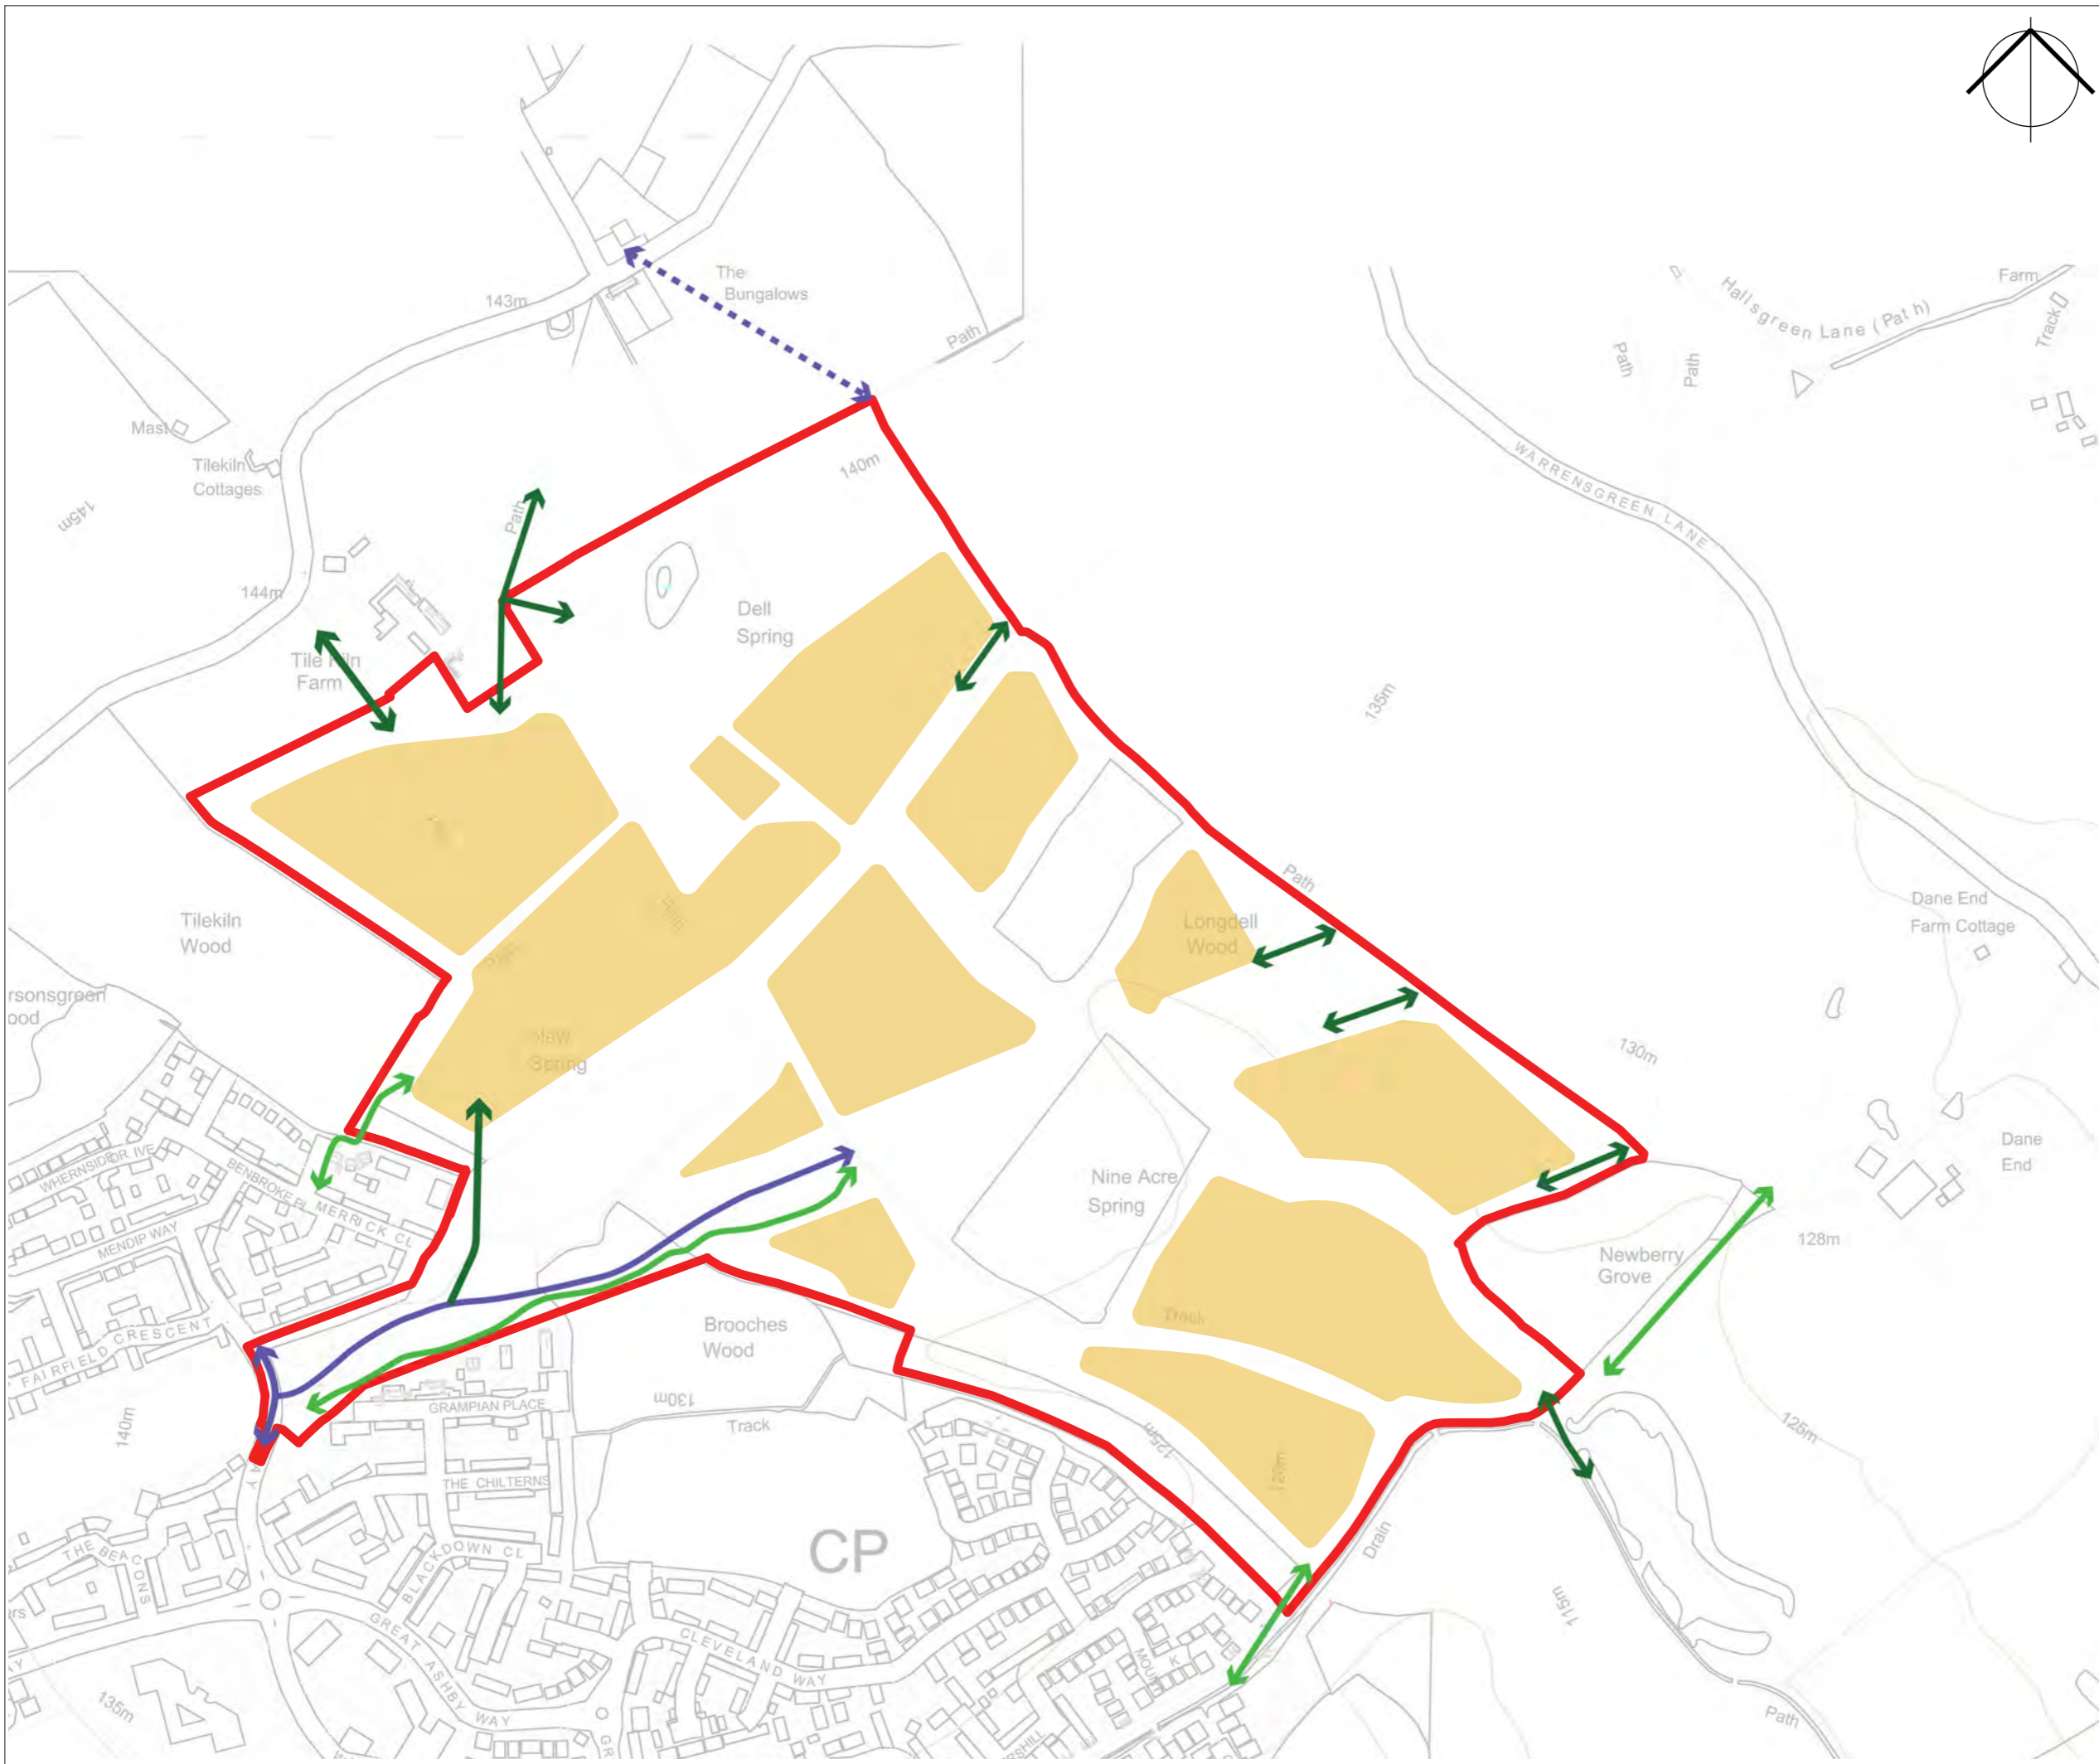 The
Bungalows
143m
Path
Hallsgreen Lane (Path)
Farm
Track
Path
Path
Mast
Tilekiln
Cottages
145m
140m
WARRENSGREEN LANE
Path
144m
Dell
Spring
Tile Kiln
Farm
135m
Path
Longdell
Wood
Dane End
Farm Cottage
Tilekiln
Wood
rsonsgreen
ood
Spring
130m
Dane
End
WHERNSIDE DRIVE
BENBROKE PL
MERRICK CL
MENDIP WAY
Nine Acre
Spring
128m
Newberry
Grove
FAIRFIELD CRESCENT
Brooches
Wood
Track
GRAMPIAN PLACE
130m
Track
140m
125m
126m
120m
THE CHILTERNS
CP
Drain
THE BEACONS
BLACKDOWN CL
115m
GREAT ASHBY WAY
CLEVELAND WAY
135m
Path